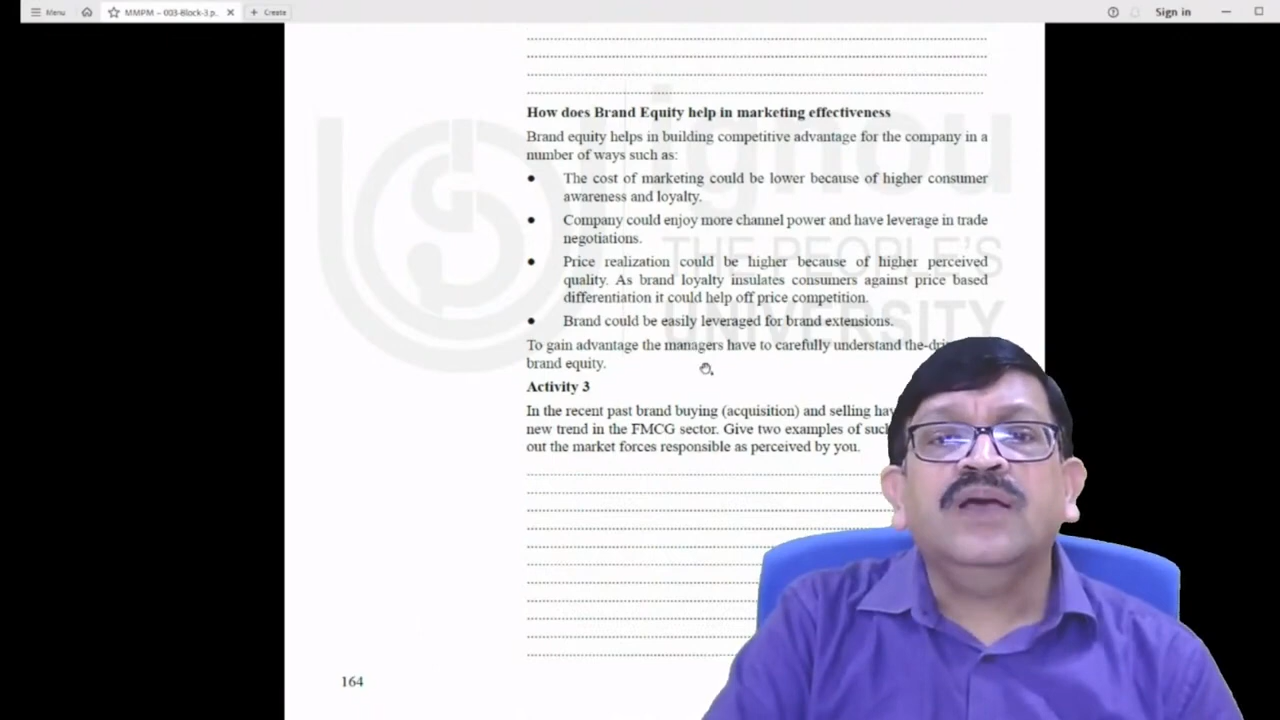 Menu
MMPM – 003-Block-3.p..
Create
Sign in
How does Brand Equity help in marketing effectiveness
Brand equity helps in building competitive advantage for the company in a
number of ways such as:
The cost of marketing could be lower because of higher consumer
awareness and loyalty.
Company could enjoy more channel power and have leverage in trade
negotiations.
Price realization could be higher because of higher perceived
quality. As brand loyalty insulates consumers against price based
differentiation it could help off price competition.
Brand could be easily leveraged for brand extensions.
To gain advantage the managers have to carefully understand the
brand equity.
Activity 3
In the recent past brand buying (acquisition) and selling
new trend in the FMCG sector. Give two examples of
out the market forces responsible as perceived by you.
164
ignou
THE PEOPLE'S
UNIVERSITY